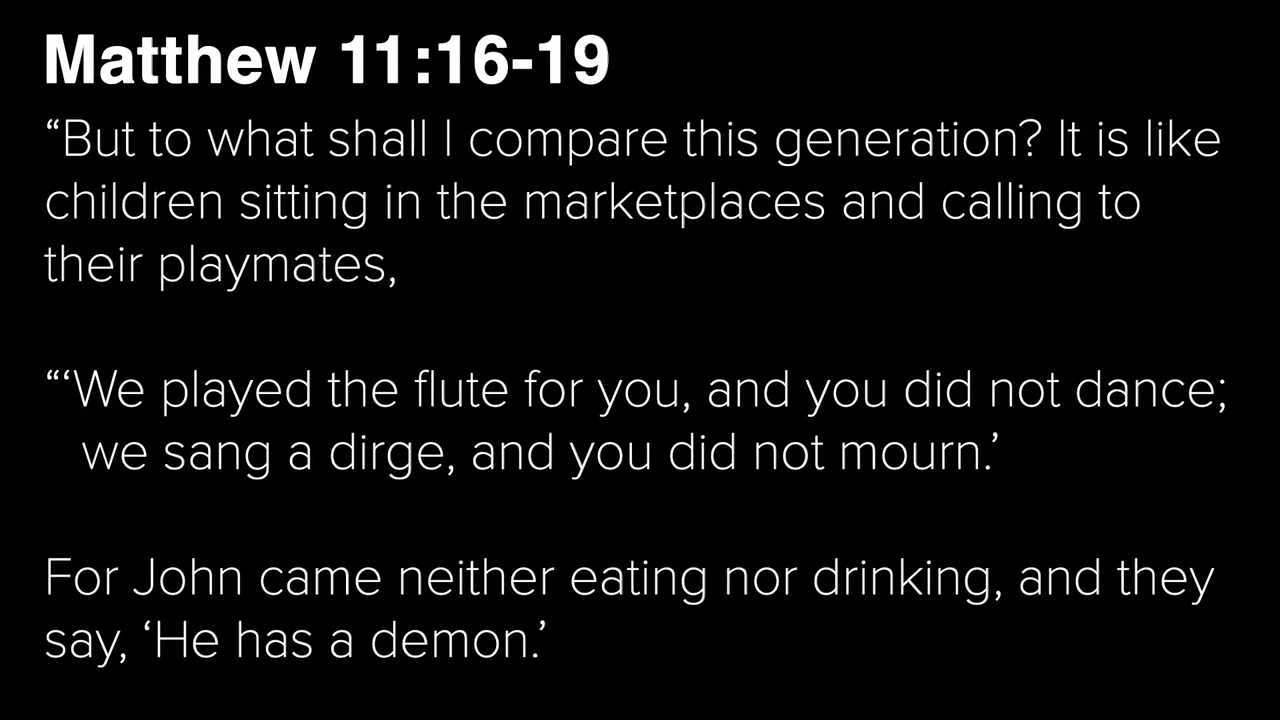 Matthew 11:16-19
“But to what shall I compare this generation? It is like
children sitting in the marketplaces and calling to
their playmates,
“‘We played the flute for you, and you did not dance;
we sang a dirge, and you did not mourn.’
For John came neither eating nor drinking, and they
say, ‘He has a demon.’